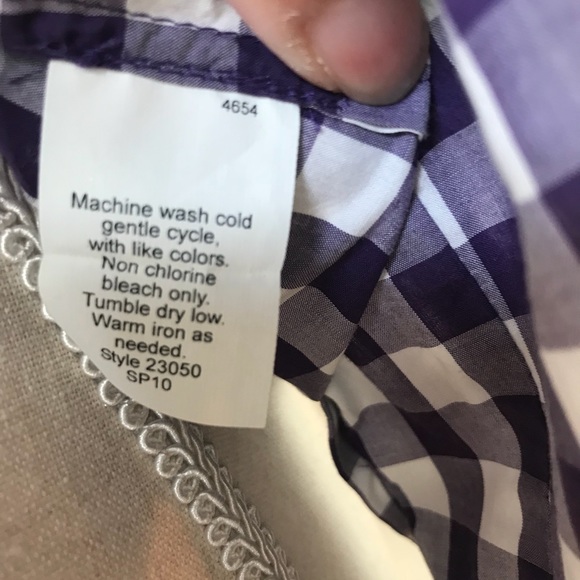 4654
Machine wash cold
gentle cycle,
with like colors.
Non chlorine
bleach only.
Tumble dry low.
Warm iron as
needed.
Style 23050
SP10